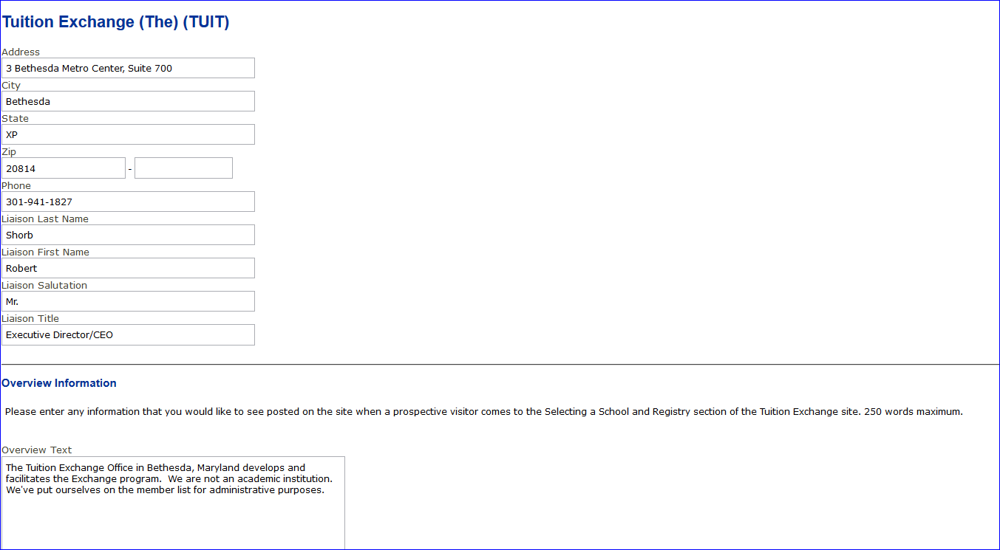 Tuition Exchange (The) (TUIT)
Address
3 Bethesda Metro Center, Suite 700
City
Bethesda
State
XP
Zip
20814 -
Phone
301-941-1827
Liaison Last Name
Shorb
Liaison First Name
Robert
Liaison Salutation
Mr.
Liaison Title
Executive Director/CEO
Overview Information
Please enter any information that you would like to see posted on the site when a prospective visitor comes to the Selecting a School and Registry section of the Tuition Exchange site. 250 words maximum.
Overview Text
The Tuition Exchange Office in Bethesda, Maryland develops and
facilitates the Exchange program.  We are not an academic institution.
We've put ourselves on the member list for administrative purposes.